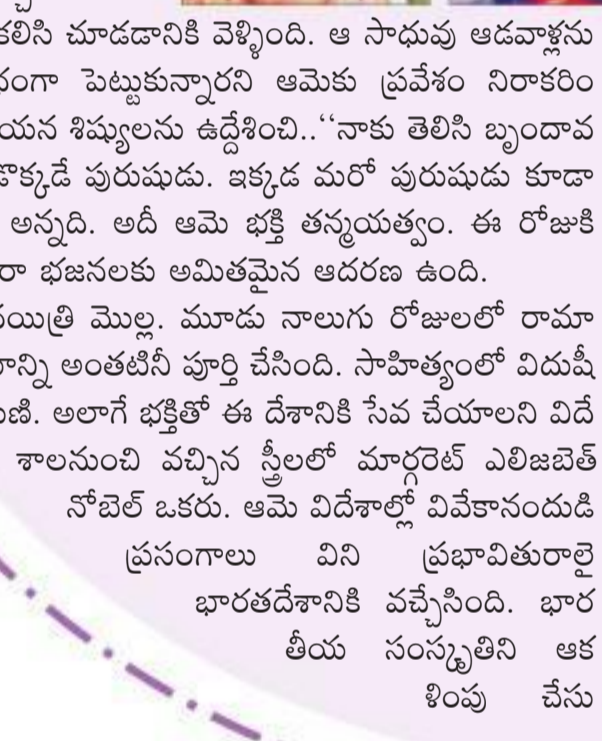 కలిసి చూడడానికి వెళ్ళింది. ఆ సాధువు ఆడవాళ్లను
పెట్టుకున్నారని ఆమెకు ప్రవేశం నిరాకరిం
యన శిష్యులను ఉద్దేశించి..‘‘నాకు తెలిసి బృందావ
డొక్కడే పురుషుడు. ఇక్కడ మరో పురుషుడు కూడా
అన్నది. అదీ ఆమె భక్తి తన్మయత్వం. ఈ రోజుకి
రా భజనలకు అమితమైన ఆదరణ ఉంది.
యిత్రి మొల్ల. మూడు నాలుగు రోజులలో రామా
అంతటినీ పూర్తి చేసింది. సాహిత్యంలో విదుషీ
అలాగే భక్తితో ఈ దేశానికి సేవ చేయాలని విదే
శాలనుంచి వచ్చిన స్త్రీలలో మార్గరెట్ ఎలిజబెత్
నోబెల్ ఒకరు. ఆమె విదేశాల్లో వివేకానందుడి
ప్రసంగాలు విని ప్రభావితురాలై
భారతదేశానికి వచ్చేసింది. భార
తీయ సంస్కృతిని ఆక
ళింపు చేసు